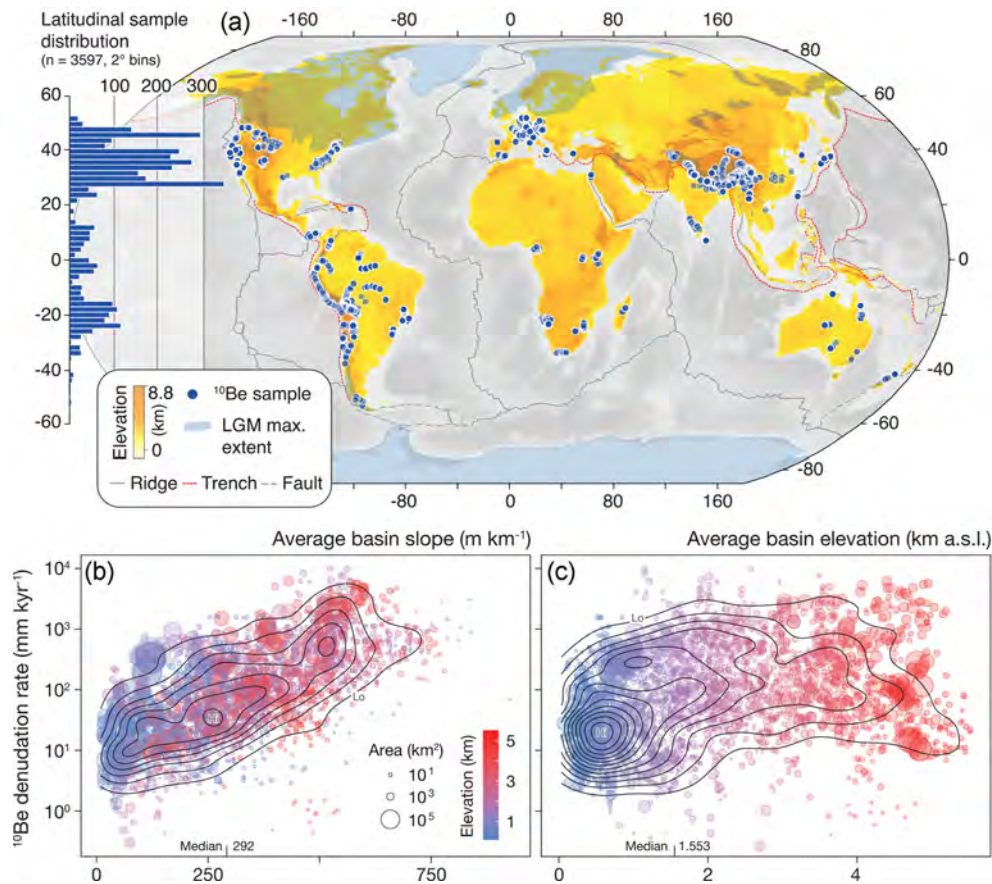 Latitudinal sample
distribution
(n = 3597, 2° bins)
100 200 300
60
40
20
0
-20
-40
-60
(a)
-160 -80 0 80 160
80
60
40
20
0
-20
-40
-60
-80
-80 0 80 160
Elevation
(km)
8.8
0
¹⁰Be sample
LGM max.
extent
Ridge Trench Fault
Average basin slope (m km⁻¹)
(b)
¹⁰Be denudation rate (mm kyr⁻¹)
10⁴
10³
10²
10¹
10⁰
Hi
Lo
Area (km²)
10¹
10³
10⁵
Elevation (km)
5
3
1
Median 292
0 250 750
Average basin elevation (km a.s.l.)
(c)
Lo
Hi
Median 1.553
0 2 4